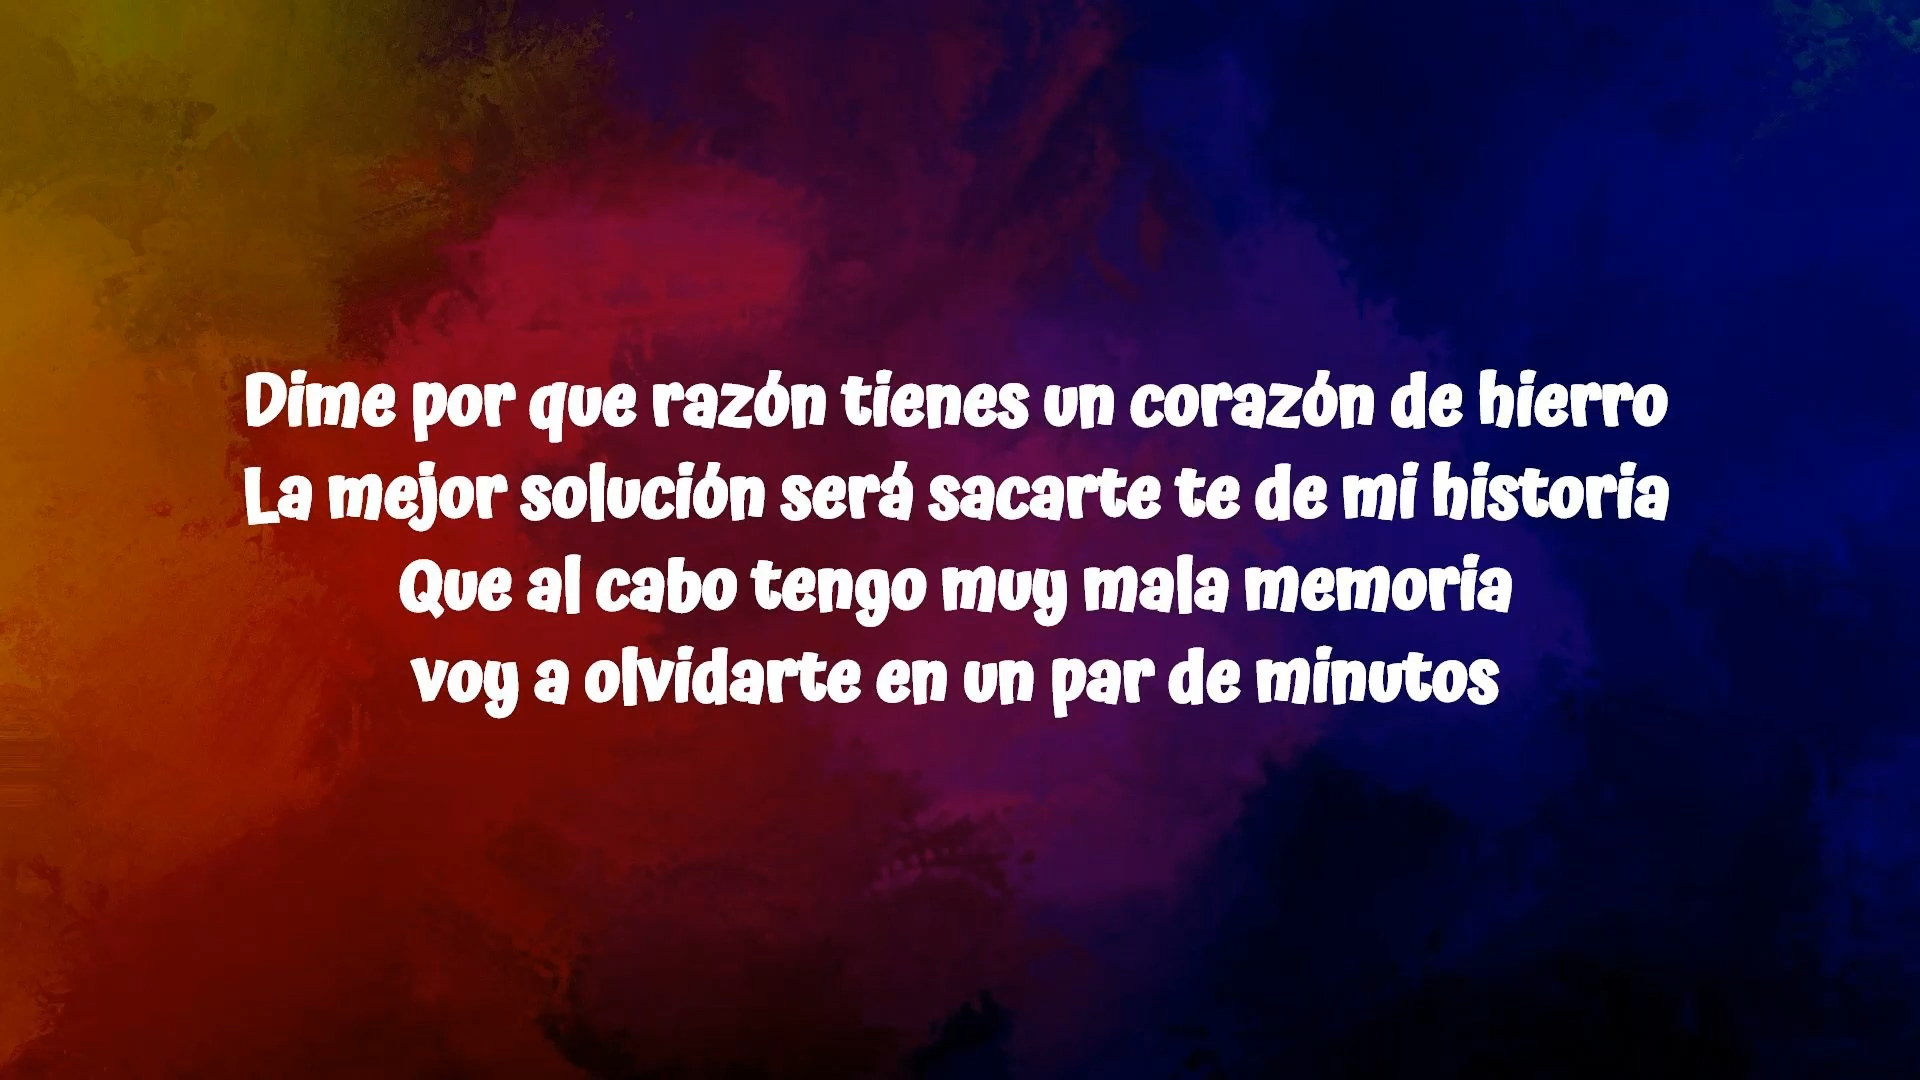 Dime por que razón tienes un corazón de hierro
La mejor solución será sacarte te de mi historia
Que al cabo tengo muy mala memoria
voy a olvidarte en un par de minutos